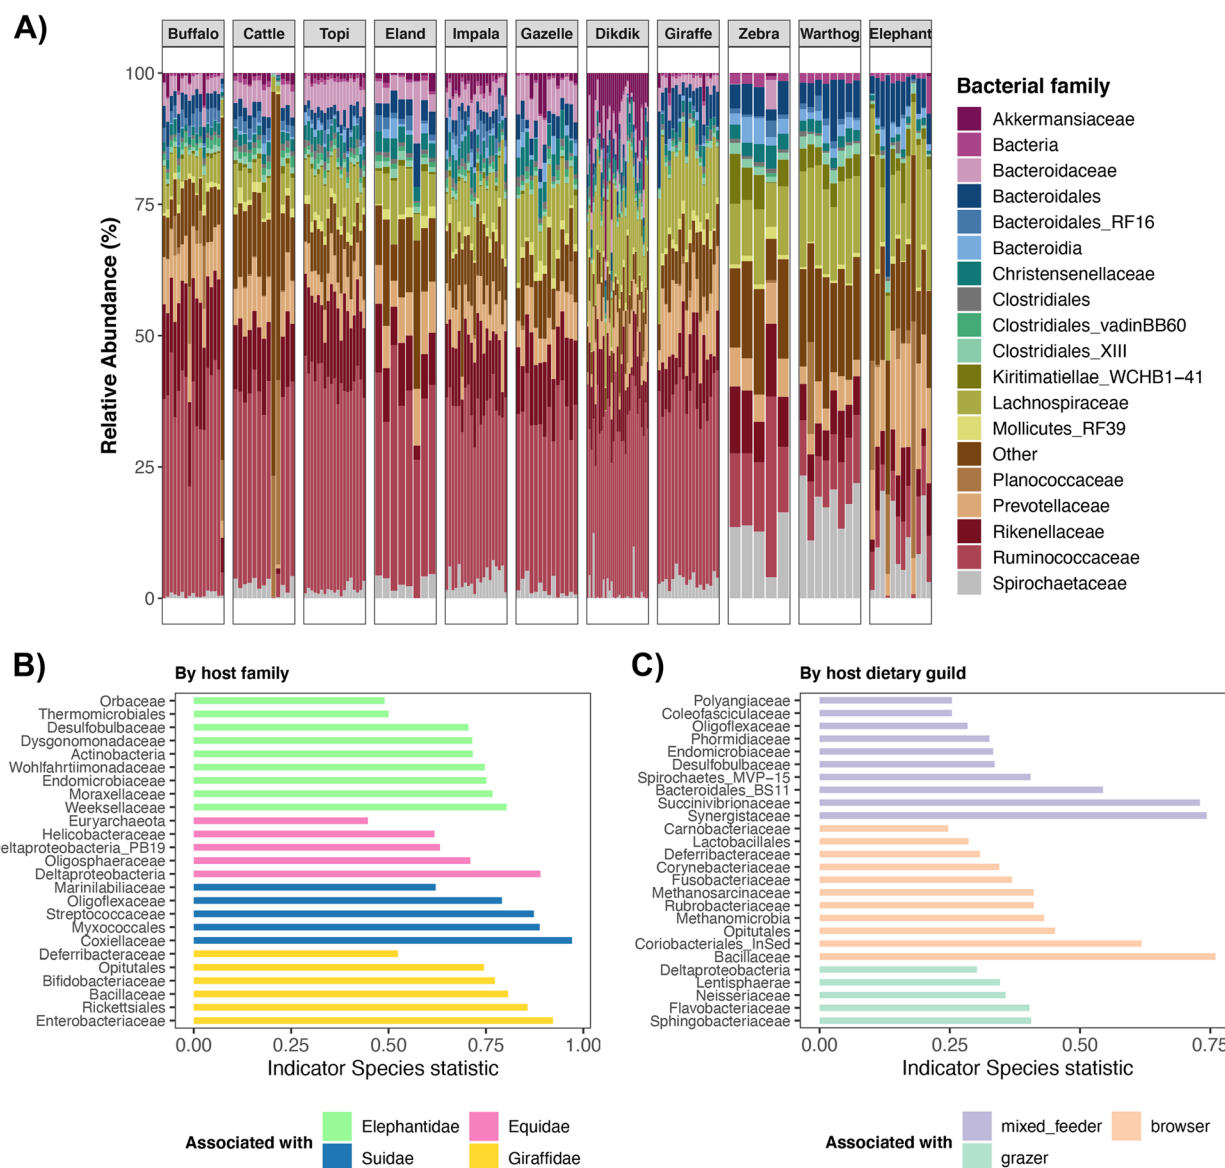 A)
Buffalo Cattle Topi Eland Impala Gazelle Dikdik Giraffe Zebra Warthog Elephant
Relative Abundance (%)
100
75
50
25
0
Bacterial family
Akkermansiaceae
Bacteria
Bacteroidaceae
Bacteroidales
Bacteroidales_RF16
Bacteroidia
Christensenellaceae
Clostridiales
Clostridiales_vadinBB60
Clostridiales_XIII
Kiritimatiellae_WCHB1-41
Lachnospiraceae
Mollicutes_RF39
Other
Planococcaceae
Prevotellaceae
Rikenellaceae
Ruminococcaceae
Spirochaetaceae
B)
By host family
Orbaceae
Thermomicrobiales
Desulfobulbaceae
Dysgonomonadaceae
Actinobacteria
Wohlfahrtiimonadaceae
Endomicrobiaceae
Moraxellaceae
Weeksellaceae
Euryarchaeota
Helicobacteraceae
eltaproteobacteria_PB19
Oligosphaeraceae
Deltaproteobacteria
Marinilabiliaceae
Oligoflexaceae
Streptococcaceae
Myxococcales
Coxiellaceae
Deferribacteraceae
Opitutales
Bifidobacteriaceae
Bacillaceae
Rickettsiales
Enterobacteriaceae
0.00 0.25 0.50 0.75 1.00
Indicator Species statistic
Associated with
Elephantidae
Equidae
Suidae
Giraffidae
C)
By host dietary guild
Polyangiaceae
Coleofasciculaceae
Oligoflexaceae
Phormidiaceae
Endomicrobiaceae
Desulfobulbaceae
Spirochaetes_MVP-15
Bacteroidales_BS11
Succinivibrionaceae
Synergistaceae
Carnobacteriaceae
Lactobacillales
Deferribacteraceae
Corynebacteriaceae
Fusobacteriaceae
Methanosarcinaceae
Rubrobacteriaceae
Methanomicrobia
Opitutales
Coriobacteriales_InSed
Bacillaceae
Deltaproteobacteria
Lentisphaerae
Neisseriaceae
Flavobacteriaceae
Sphingobacteriaceae
0.00 0.25 0.50 0.75
Indicator Species statistic
Associated with
mixed_feeder
browser
grazer